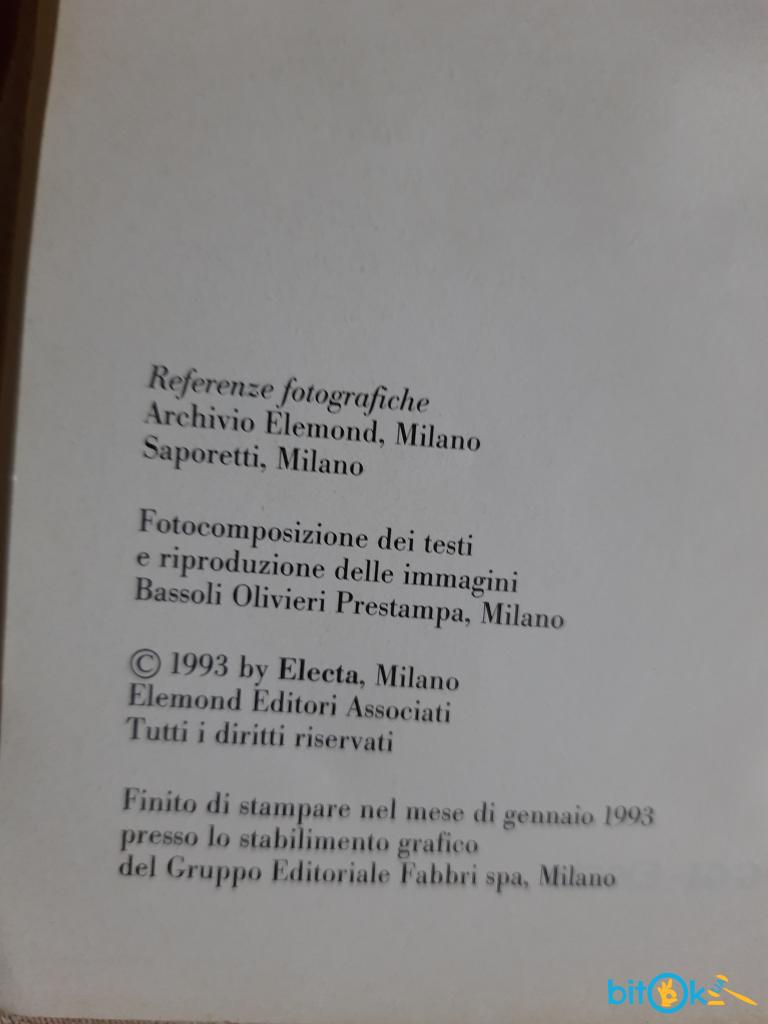 Referenze fotografiche
Archivio Elemond, Milano
Saporetti, Milano
Fotocomposizione dei testi
e riproduzione delle immagini
Bassoli Olivieri Prestampa, Milano
© 1993 by Electa, Milano
Elemond Editori Associati
Tutti i diritti riservati
Finito di stampare nel mese di gennaio 1993
presso lo stabilimento grafico
del Gruppo Editoriale Fabbri spa, Milano
bitOk